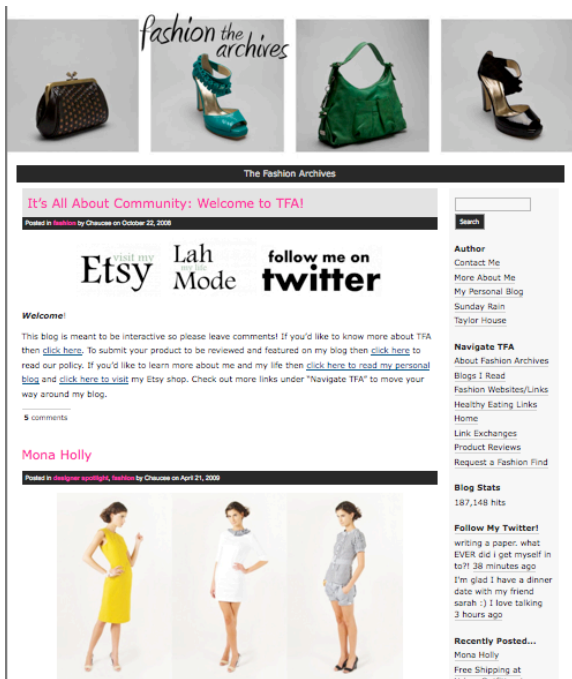 fashion the
archives
The Fashion Archives
It's All About Community: Welcome to TFA!
Posted in fashion by Chaucee on October 22, 2008
visit my
Etsy
Lah
my life
Mode
follow me on
twitter
Welcome!
This blog is meant to be interactive so please leave comments! If you'd like to know more about TFA
then click here. To submit your product to be reviewed and featured on my blog then click here to
read our policy. If you'd like to learn more about me and my life then click here to read my personal
blog and click here to visit my Etsy shop. Check out more links under "Navigate TFA" to move your
way around my blog.
5 comments
Mona Holly
Posted in designer spotlight, fashion by Chaucee on April 21, 2009
Search
Author
Contact Me
More About Me
My Personal Blog
Sunday Rain
Taylor House
Navigate TFA
About Fashion Archives
Blogs I Read
Fashion Websites/Links
Healthy Eating Links
Home
Link Exchanges
Product Reviews
Request a Fashion Find
Blog Stats
187,148 hits
Follow My Twitter!
writing a paper. what
EVER did i get myself in
to?! 38 minutes ago
I'm glad I have a dinner
date with my friend
sarah :) I love talking
3 hours ago
Recently Posted...
Mona Holly
Free Shipping at